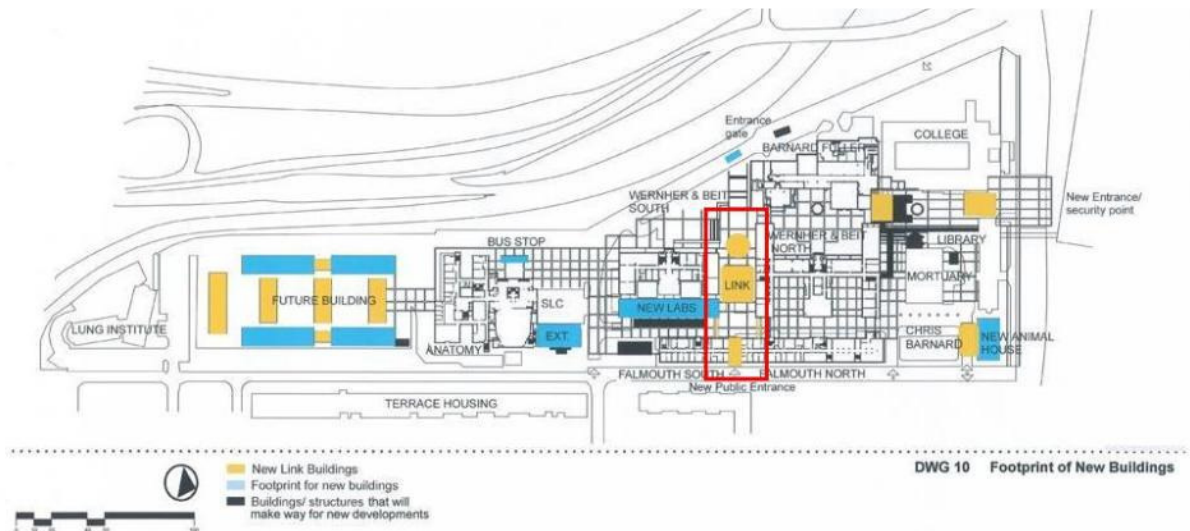 COLLEGE
Entrance
gate
BARNARD FULLER
WERNHER & BEIT
SOUTH
New Entrance/
security point
WERNHER & BEIT
NORTH
BUS STOP
LIBRARY
MORTUARY
LINK
FUTURE BUILDING
SLC
NEW LABS
LUNG INSTITUTE
EXT.
CHRIS
BARNARD
NEW ANIMAL
HOUSE
ANATOMY
FALMOUTH SOUTH
FALMOUTH NORTH
New Public Entrance
TERRACE HOUSING
DWG 10 Footprint of New Buildings
New Link Buildings
Footprint for new buildings
Buildings/ structures that will
make way for new developments